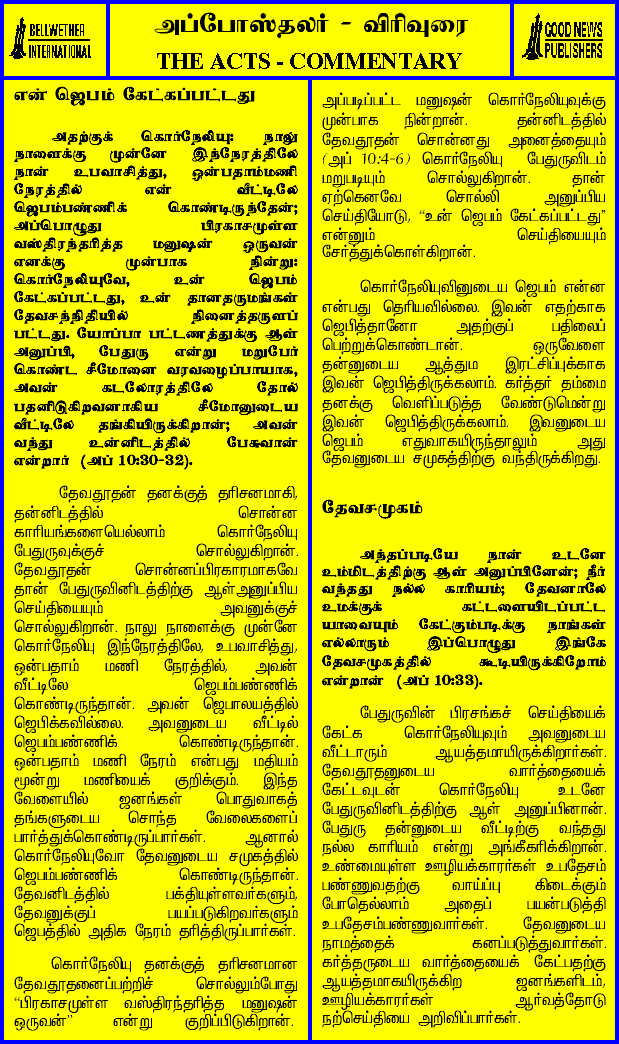 BELLWETHER
INTERNATIONAL
அப்போஸ்தலர் - விரிவுரை
THE ACTS - COMMENTARY
GOOD NEWS
PUBLISHERS
என் ஜெபம் கேட்கப்பட்டது
அதற்குக் கொர்நேலியு: நாலு
நாளைக்கு முன்னே இந்நேரத்திலே
நான் உபவாசித்து, ஒன்பதாம்மணி
நேரத்தில் என் வீட்டிலே
ஜெபம்பண்ணிக் கொண்டிருந்தேன்;
அப்பொழுது பிரகாசமுள்ள
வஸ்திரந்தரித்த மனுஷன் ஒருவன்
எனக்கு முன்பாக நின்று:
கொர்நேலியுவே, உன் ஜெபம்
கேட்கப்பட்டது, உன் தானதருமங்கள்
தேவசந்நிதியில் நினைத்தருளப்
பட்டது. யோப்பா பட்டணத்துக்கு ஆள்
அனுப்பி, பேதுரு என்று மறுபேர்
கொண்ட சீமோனை வரவழைப்பாயாக,
அவன் கடலோரத்திலே தோல்
பதனிடுகிறவனாகிய சீமோனுடைய
வீட்டிலே தங்கியிருக்கிறான்; அவன்
வந்து உன்னிடத்தில் பேசுவான்
என்றார் (அப் 10:30-32).
தேவதூதன் தனக்குத் தரிசனமாகி,
தன்னிடத்தில் சொன்ன
காரியங்களையெல்லாம் கொர்நேலியு
பேதுருவுக்குச் சொல்லுகிறான்.
தேவதூதன் சொன்னப்பிரகாரமாகவே
தான் பேதுருவினிடத்திற்கு ஆள்அனுப்பிய
செய்தியையும் அவனுக்குச்
சொல்லுகிறான். நாலு நாளைக்கு முன்னே
கொர்நேலியு இந்நேரத்திலே, உபவாசித்து,
ஒன்பதாம் மணி நேரத்தில், அவன்
வீட்டிலே ஜெபம்பண்ணிக்
கொண்டிருந்தான். அவன் ஜெபாலயத்தில்
ஜெபிக்கவில்லை. அவனுடைய வீட்டில்
ஜெபம்பண்ணிக் கொண்டிருந்தான்.
ஒன்பதாம் மணி நேரம் என்பது மதியம்
மூன்று மணியைக் குறிக்கும். இந்த
வேளையில் ஜனங்கள் பொதுவாகத்
தங்களுடைய சொந்த வேலைகளைப்
பார்த்துக்கொண்டிருப்பார்கள். ஆனால்
கொர்நேலியுவோ தேவனுடைய சமுகத்தில்
ஜெபம்பண்ணிக் கொண்டிருந்தான்.
தேவனிடத்தில் பக்தியுள்ளவர்களும்,
தேவனுக்குப் பயப்படுகிறவர்களும்
ஜெபத்தில் அதிக நேரம் தரித்திருப்பார்கள்.
கொர்நேலியு தனக்குத் தரிசனமான
தேவதூதனைப்பற்றிச் சொல்லும்போது
“பிரகாசமுள்ள வஸ்திரந்தரித்த மனுஷன்
ஒருவன்” என்று குறிப்பிடுகிறான்.
அப்படிப்பட்ட மனுஷன் கொர்நேலியுவுக்கு
முன்பாக நின்றான். தன்னிடத்தில்
தேவதூதன் சொன்னது அனைத்தையும்
(அப் 10:4-6) கொர்நேலியு பேதுருவிடம்
மறுபடியும் சொல்லுகிறான். தான்
ஏற்கெனவே சொல்லி அனுப்பிய
செய்தியோடு, “உன் ஜெபம் கேட்கப்பட்டது”
என்னும் செய்தியையும்
சேர்த்துக்கொள்கிறான்.
கொர்நேலியுவினுடைய ஜெபம் என்ன
என்பது தெரியவில்லை. இவன் எதற்காக
ஜெபித்தானோ அதற்குப் பதிலைப்
பெற்றுக்கொண்டான். ஒருவேளை
தன்னுடைய ஆத்தும இரட்சிப்புக்காக
இவன் ஜெபித்திருக்கலாம். கர்த்தர் தம்மை
தனக்கு வெளிப்படுத்த வேண்டுமென்று
இவன் ஜெபித்திருக்கலாம். இவனுடைய
ஜெபம் எதுவாகயிருந்தாலும் அது
தேவனுடைய சமுகத்திற்கு வந்திருக்கிறது.
தேவசமுகம்
அந்தப்படியே நான் உடனே
உம்மிடத்திற்கு ஆள் அனுப்பினேன்; நீர்
வந்தது நல்ல காரியம்; தேவனாலே
உமக்குக் கட்டளையிடப்பட்ட
யாவையும் கேட்கும்படிக்கு நாங்கள்
எல்லாரும் இப்பொழுது இங்கே
தேவசமுகத்தில் கூடியிருக்கிறோம்
என்றான் (அப் 10:33).
பேதுருவின் பிரசங்கச் செய்தியைக்
கேட்க கொர்நேலியுவும் அவனுடைய
வீட்டாரும் ஆயத்தமாயிருக்கிறார்கள்.
தேவதூதனுடைய வார்த்தையைக்
கேட்டவுடன் கொர்நேலியு உடனே
பேதுருவினிடத்திற்கு ஆள் அனுப்பினான்.
பேதுரு தன்னுடைய வீட்டிற்கு வந்தது
நல்ல காரியம் என்று அங்கீகரிக்கிறான்.
உண்மையுள்ள ஊழியக்காரர்கள் உபதேசம்
பண்ணுவதற்கு வாய்ப்பு கிடைக்கும்
போதெல்லாம் அதைப் பயன்படுத்தி
உபதேசம்பண்ணுவார்கள். தேவனுடைய
நாமத்தைக் கனப்படுத்துவார்கள்.
கர்த்தருடைய வார்த்தையைக் கேட்பதற்கு
ஆயத்தமாகயிருக்கிற ஜனங்களிடம்,
ஊழியக்காரர்கள் ஆர்வத்தோடு
நற்செய்தியை அறிவிப்பார்கள்.